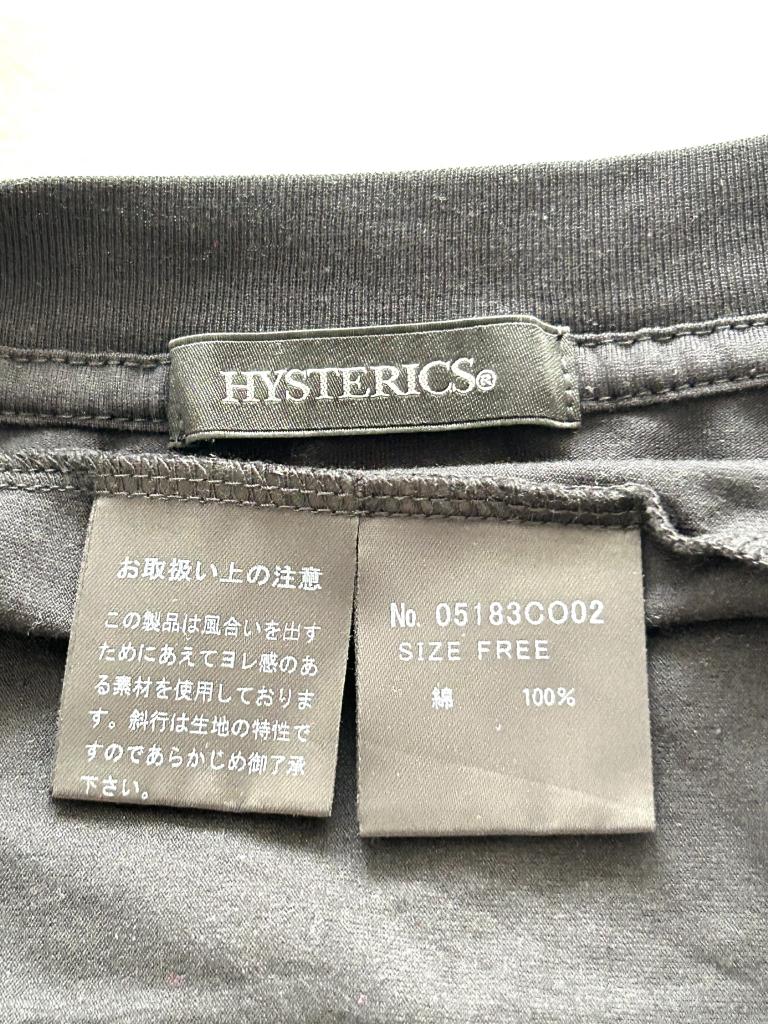 HYSTERICS®
お取扱い上の注意
この製品は風合いを出す
ためにあえてヨレ感のあ
る素材を使用しておりま
す。斜行は生地の特性で
すのであらかじめ御了承
下さい。
No. 05183CO02
SIZE FREE
綿 100%